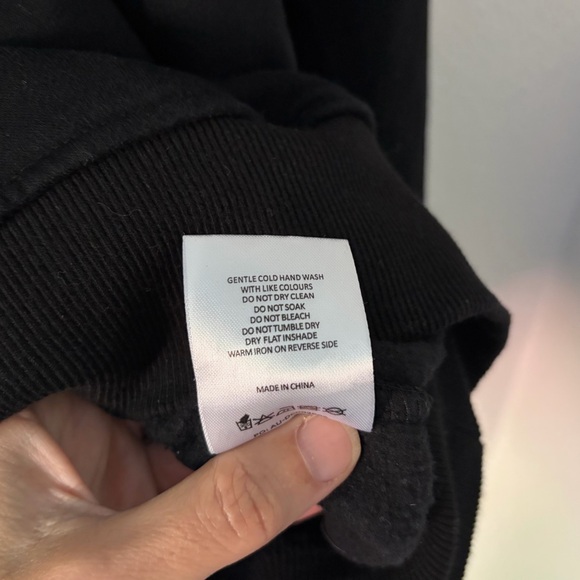 GENTLE COLD HAND WASH
WITH LIKE COLOURS
DO NOT DRY CLEAN
DO NOT SOAK
DO NOT BLEACH
DO NOT TUMBLE DRY
DRY FLAT INSHADE
WARM IRON ON REVERSE SIDE
MADE IN CHINA